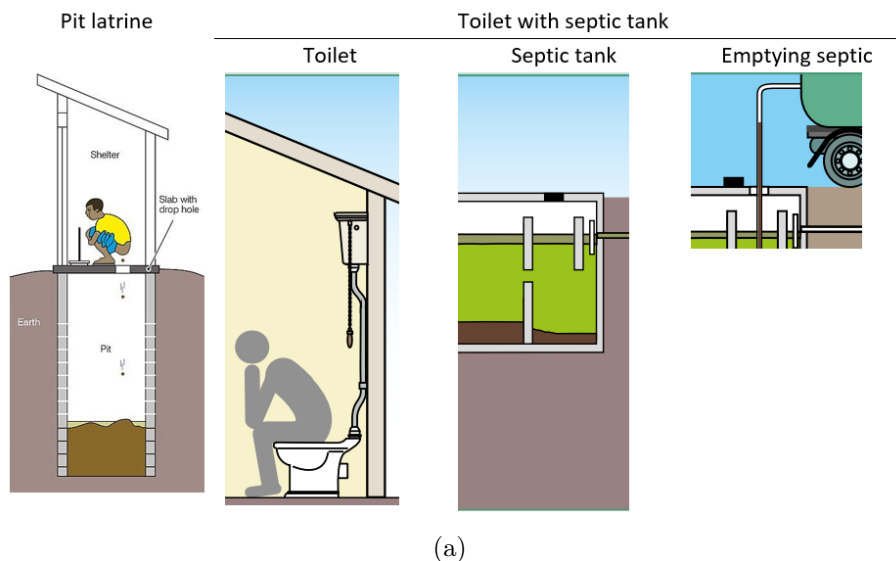 Pit latrine
Toilet with septic tank
Toilet
Septic tank
Emptying septic
Shelter
Slab with
drop hole
Earth
Pit
(a)